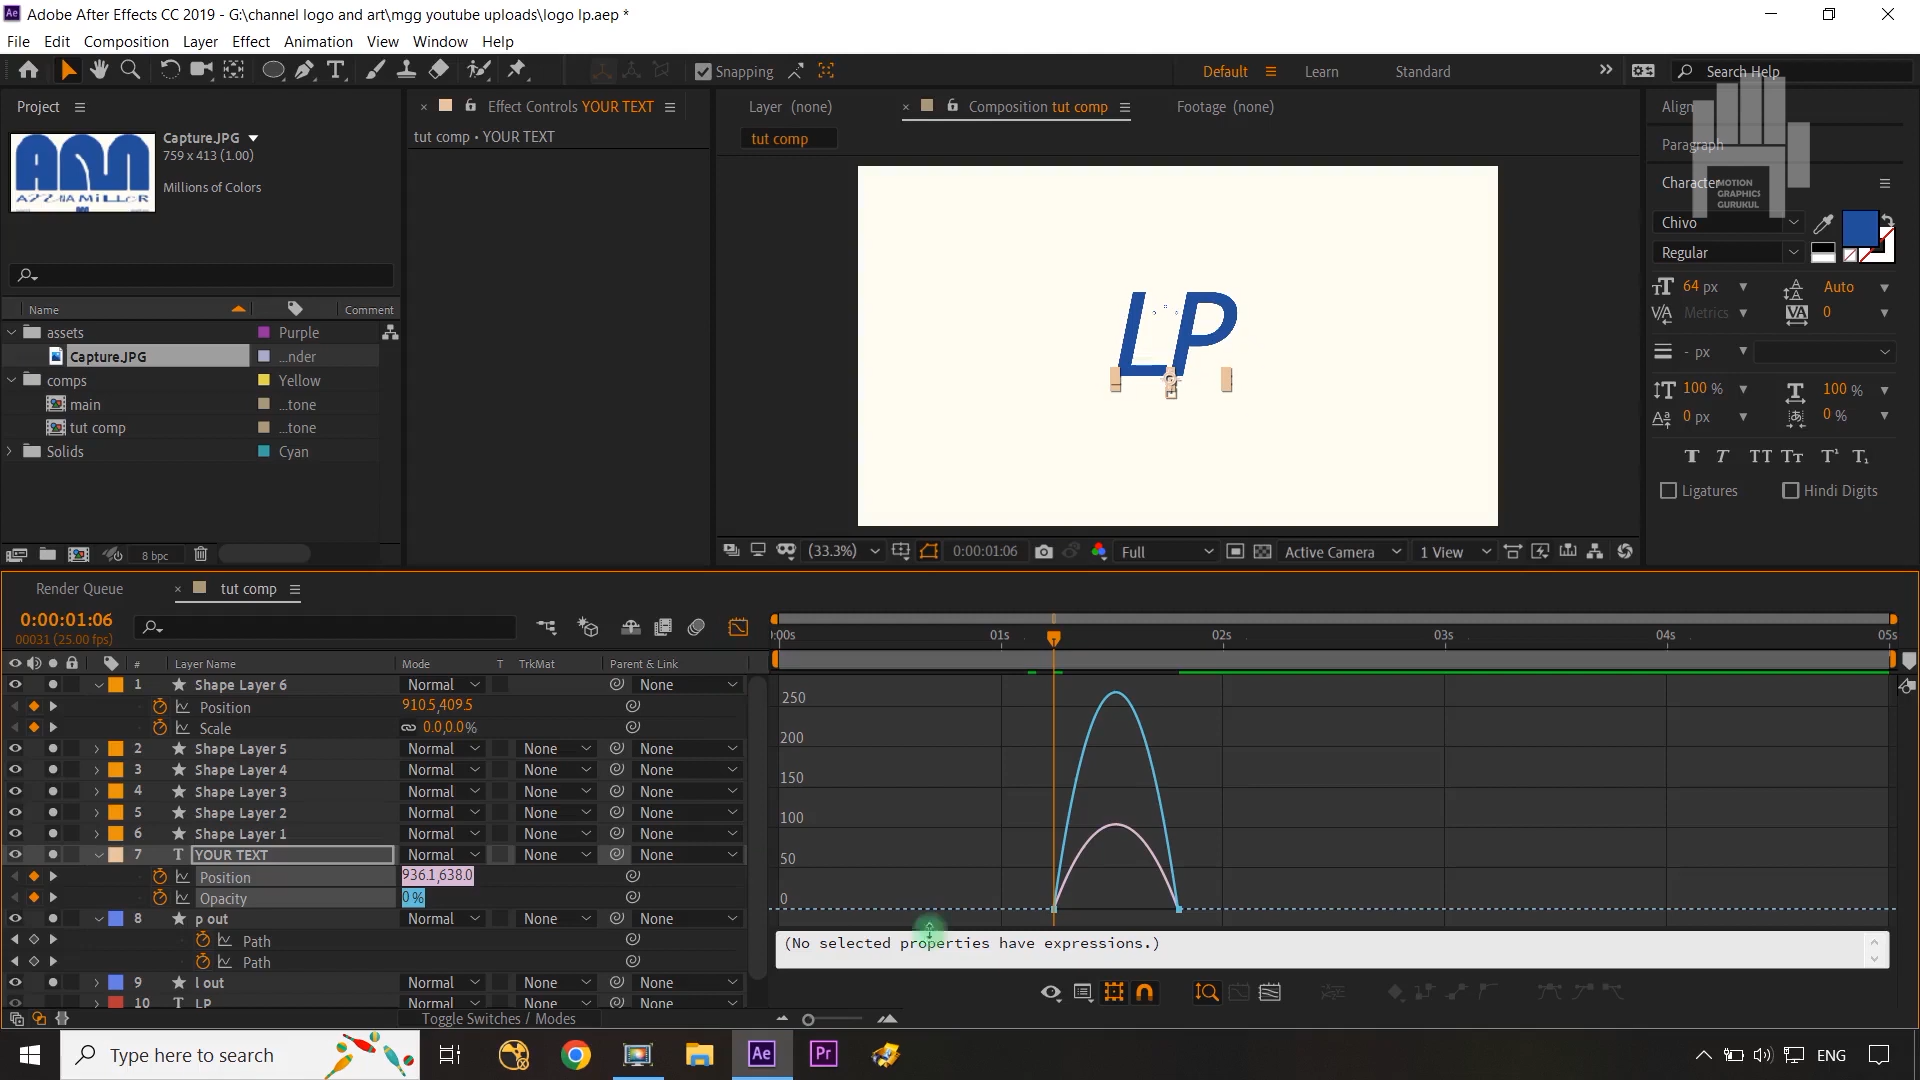 Adobe After Effects CC 2019 - G:\channel logo and art\mgg youtube uploads\logo lp.aep *
File Edit Composition Layer Effect Animation View Window Help
Snapping
Default Learn Standard
Search Help
Project
Effect Controls YOUR TEXT
Layer (none)
Composition tut comp
Footage (none)
Align
Capture.JPG
759 x 413 (1.00)
Millions of Colors
tut comp • YOUR TEXT
tut comp
Paragraph
Character
MOTION
GRAPHICS
GURUKUL
Chivo
Regular
64 px
Auto
Metrics
0
- px
100 %
100 %
0 px
0 %
T T TT Tt T¹ T₁
Ligatures
Hindi Digits
LP
Name
Comment
assets
Purple
Capture.JPG
...nder
comps
Yellow
main
...tone
tut comp
...tone
Solids
Cyan
8 bpc
(33.3%)
0:00:01:06
Full
Active Camera
1 View
Render Queue
tut comp
0:00:01:06
00031 (25.00 fps)
:00s 01s 02s 03s 04s 05s
# Layer Name Mode T TrkMat Parent & Link
1 Shape Layer 6 Normal None
Position 910.5,409.5
Scale 0.0,0.0%
2 Shape Layer 5 Normal None None
3 Shape Layer 4 Normal None None
4 Shape Layer 3 Normal None None
5 Shape Layer 2 Normal None None
6 Shape Layer 1 Normal None None
7 T YOUR TEXT Normal None None
Position 936.1,638.0
Opacity 0 %
8 p out Normal None None
Path
Path
9 l out Normal None None
10 T LP Normal None None
250
200
150
100
50
0
(No selected properties have expressions.)
Toggle Switches / Modes
Type here to search
Ae
Pr
ENG